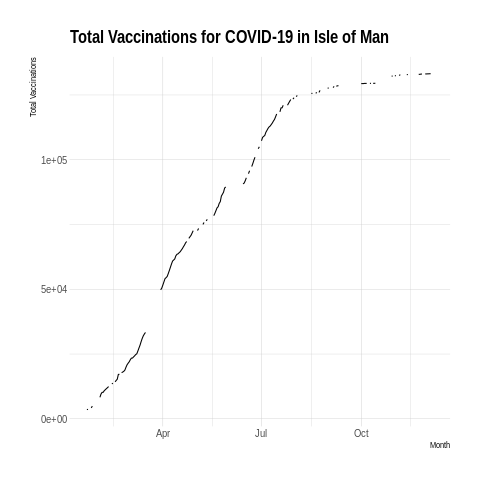 Total Vaccinations for COVID-19 in Isle of Man
Total Vaccinations
1e+05
5e+04
0e+00
Apr
Jul
Oct
Month